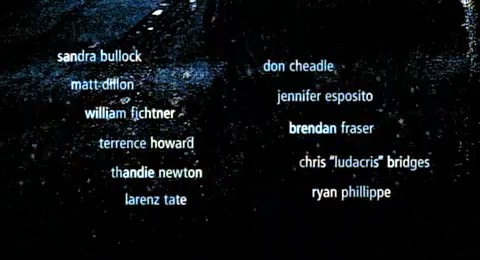 sandra bullock
matt dillon
william fichtner
terrence howard
thandie newton
larenz tate
don cheadle
jennifer esposito
brendan fraser
chris "ludacris" bridges
ryan phillippe